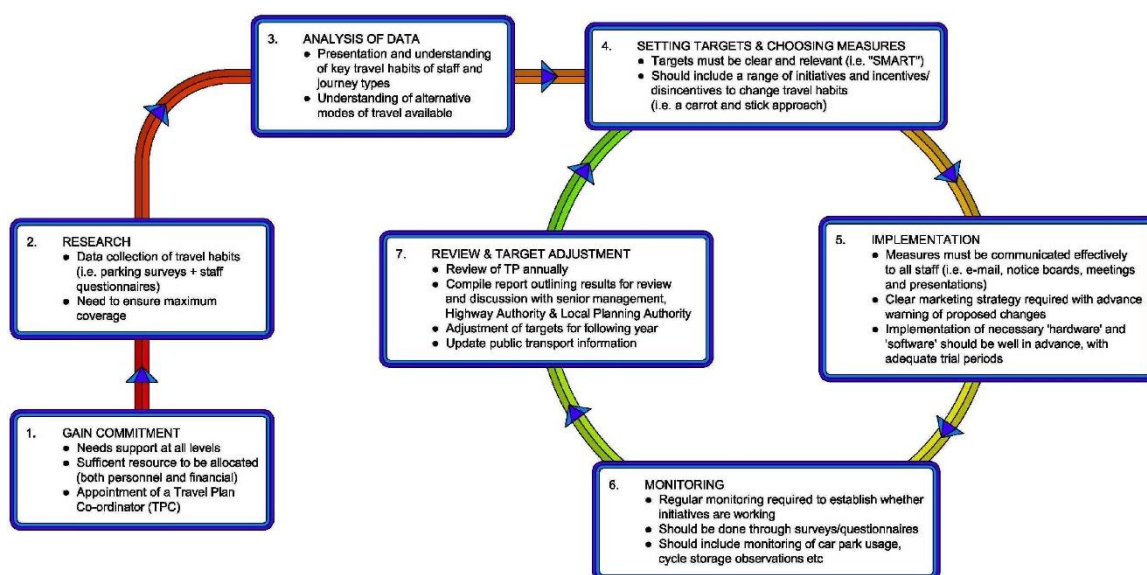 1. GAIN COMMITMENT
● Needs support at all levels
● Sufficent resource to be allocated
(both personnel and financial)
● Appointment of a Travel Plan
Co-ordinator (TPC)
2. RESEARCH
● Data collection of travel habits
(i.e. parking surveys + staff
questionnaires)
● Need to ensure maximum
coverage
3. ANALYSIS OF DATA
● Presentation and understanding
of key travel habits of staff and
journey types
● Understanding of alternative
modes of travel available
4. SETTING TARGETS & CHOOSING MEASURES
● Targets must be clear and relevant (i.e. "SMART")
● Should include a range of initiatives and incentives/
disincentives to change travel habits
(i.e. a carrot and stick approach)
5. IMPLEMENTATION
● Measures must be communicated effectively
to all staff (i.e. e-mail, notice boards, meetings
and presentations)
● Clear marketing strategy required with advance
warning of proposed changes
● Implementation of necessary 'hardware' and
'software' should be well in advance, with
adequate trial periods
6. MONITORING
● Regular monitoring required to establish whether
initiatives are working
● Should be done through surveys/questionnaires
● Should include monitoring of car park usage,
cycle storage observations etc
7. REVIEW & TARGET ADJUSTMENT
● Review of TP annually
● Compile report outlining results for review
and discussion with senior management,
Highway Authority & Local Planning Authority
● Adjustment of targets for following year
● Update public transport information